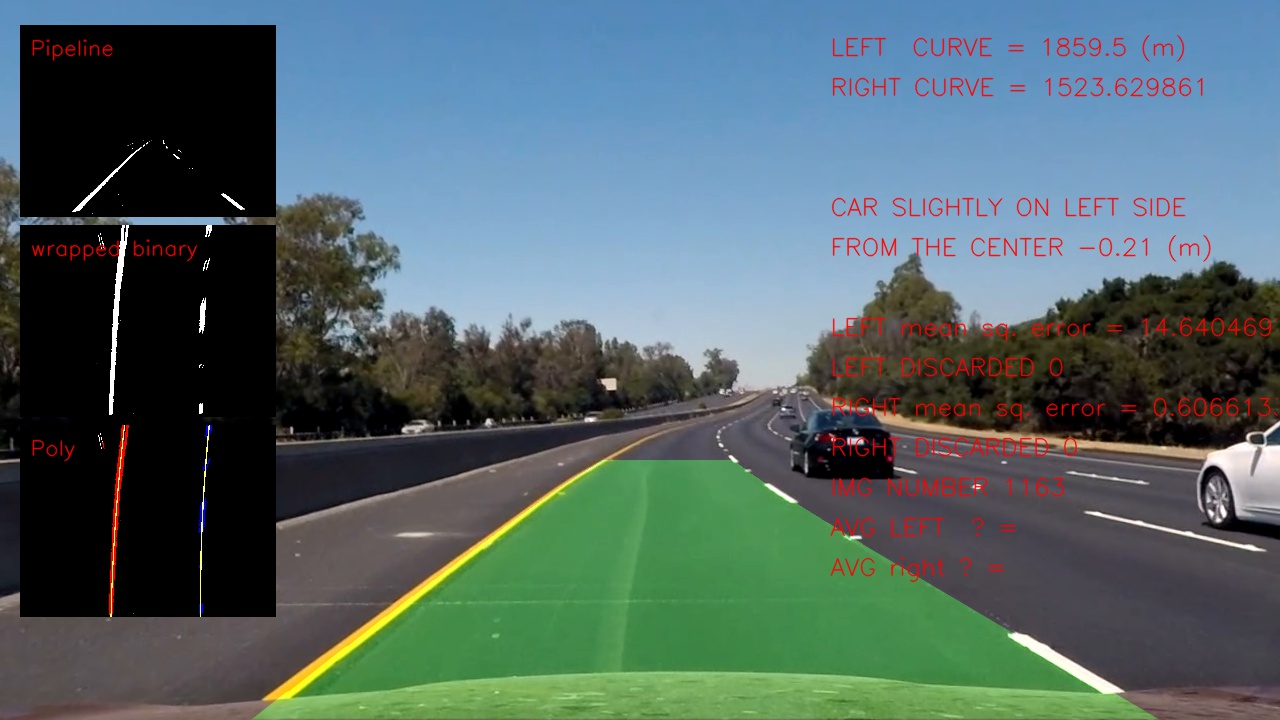 Pipeline
wrapped binary
Poly
LEFT CURVE = 1859.5 (m)
RIGHT CURVE = 1523.629861
CAR SLIGHTLY ON LEFT SIDE
FROM THE CENTER -0.21 (m)
LEFT mean sq. error = 14.640469
LEFT DISCARDED 0
RIGHT mean sq. error = 0.606613
RIGHT DISCARDED 0
IMG NUMBER 1163
AVG LEFT ? =
AVG right ? =